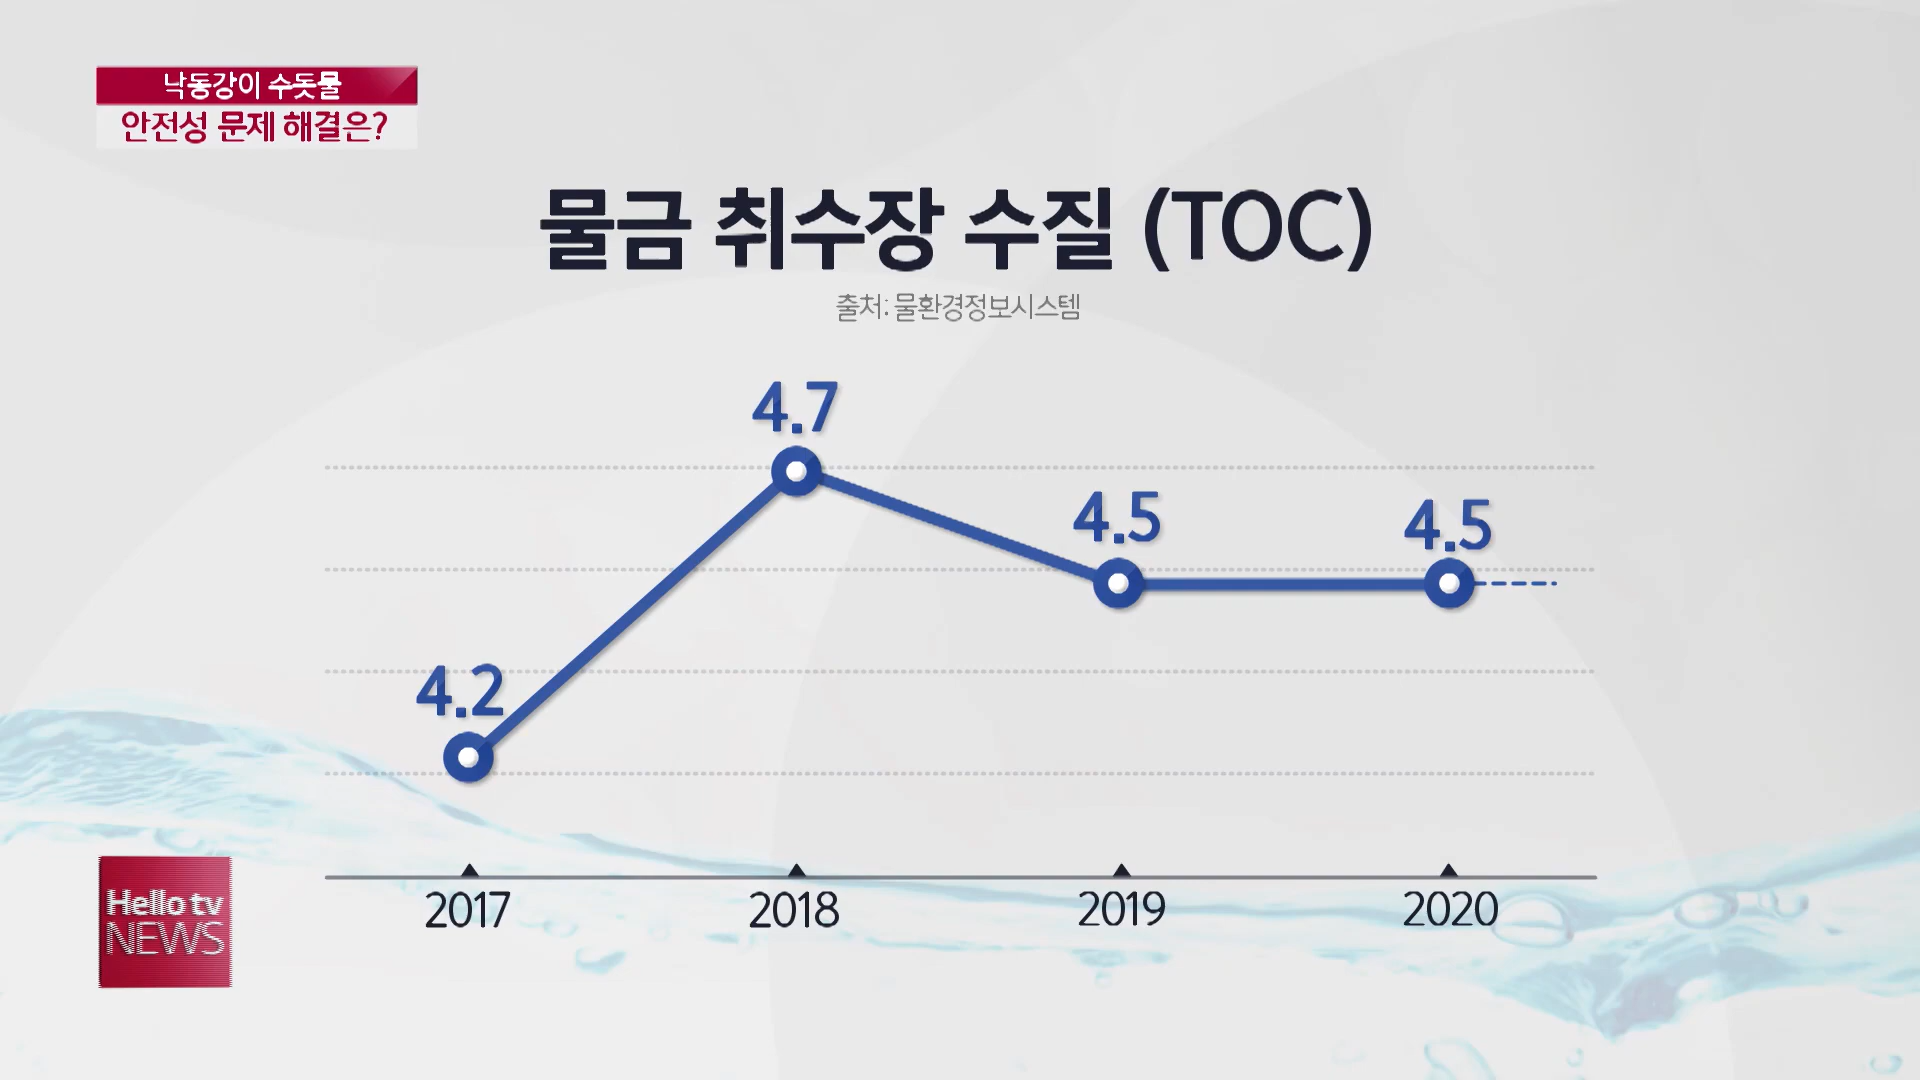 낙동강이 수돗물
안전성 문제 해결은?
물금 취수장 수질 (TOC)
출처: 물환경정보시스템
4.7
4.5
4.5
4.2
2017
2018
2019
2020
Hello tv
NEWS